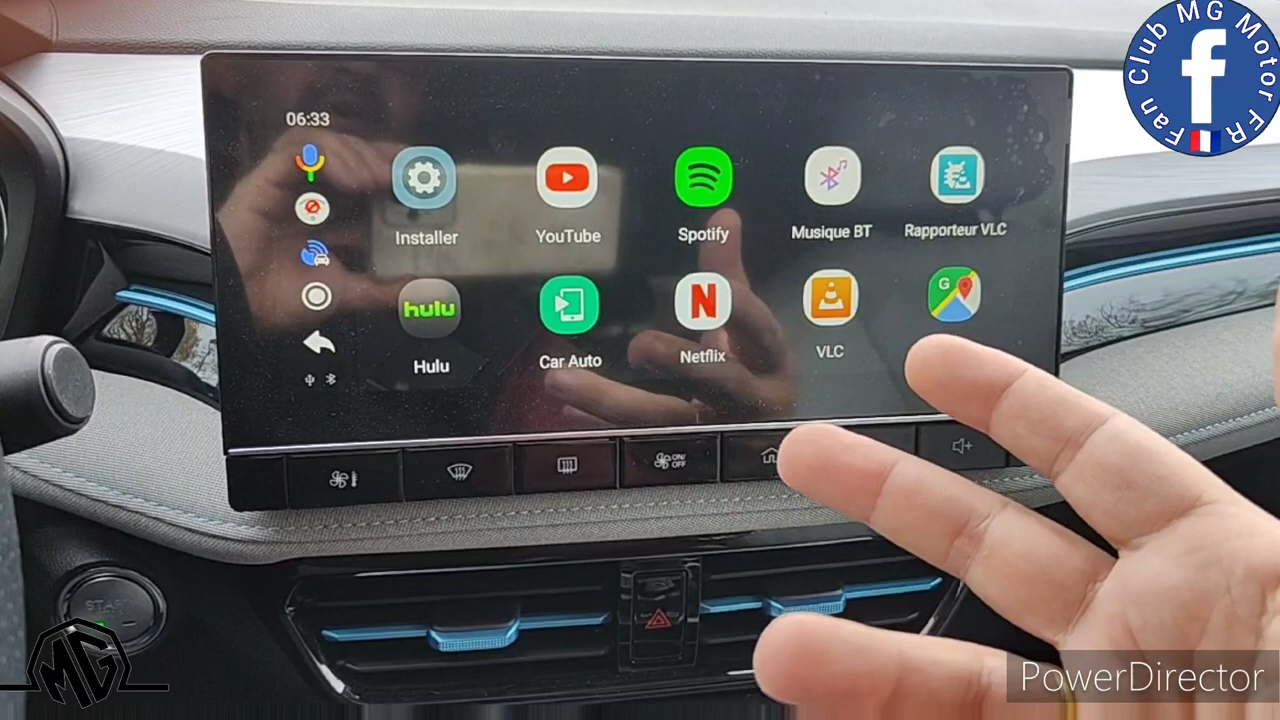 Fan Club MG Motor FR
f
06:33
Installer
YouTube
Spotify
Musique BT
Rapporteur VLC
hulu
N
G
Hulu
Car Auto
Netflix
VLC
ON/
OFF
START
MG
PowerDirector